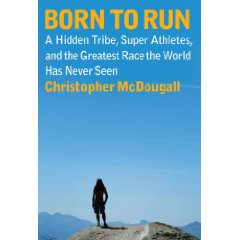 BORN TO RUN
A Hidden Tribe, Super Athletes,
and the Greatest Race the World
Has Never Seen
Christopher McDougall